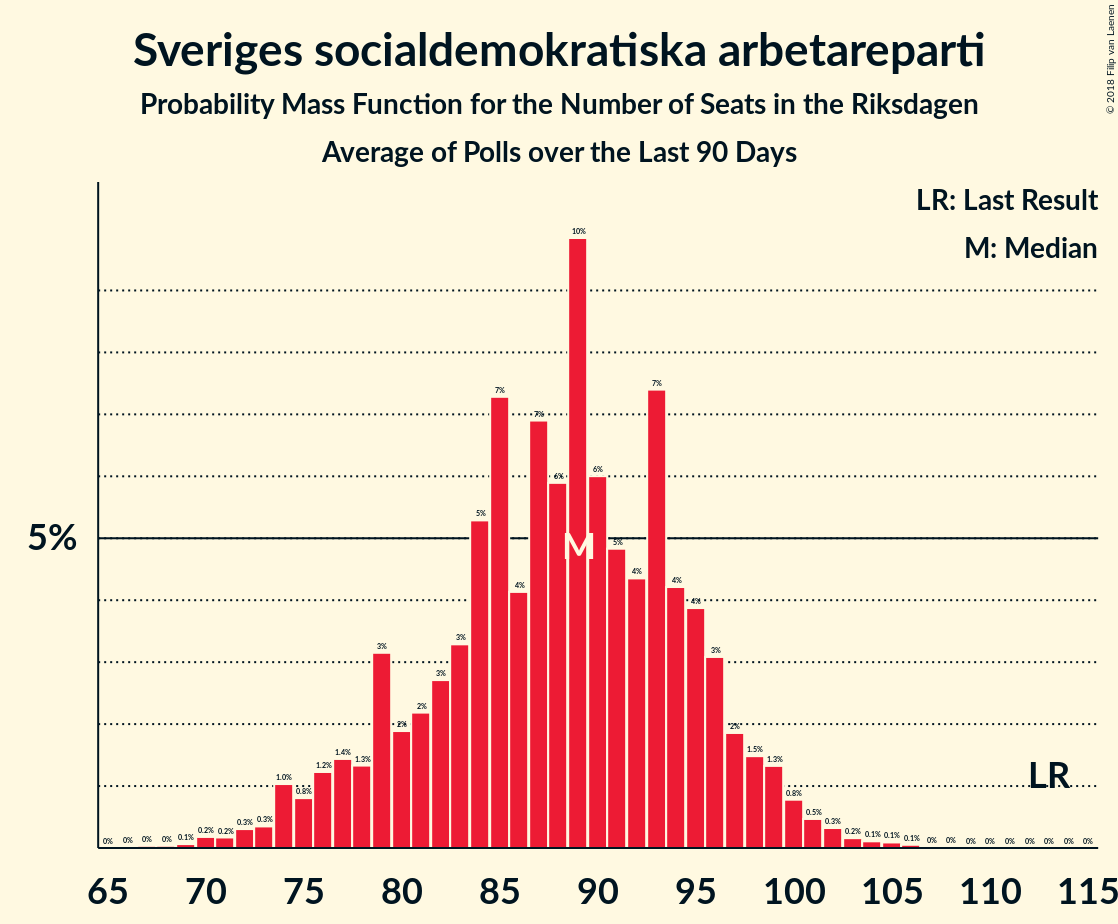 Sveriges socialdemokratiska arbetareparti
Probability Mass Function for the Number of Seats in the Riksdagen
Average of Polls over the Last 90 Days
© 2018 Filip van Laenen
LR: Last Result
M: Median
5%
0% 0% 0% 0% 0.1% 0.2% 0.2% 0.3% 0.3% 1.0% 0.8% 1.2% 1.4% 1.3% 3% 2% 2% 3% 3% 5% 7% 4% 7% 6% 10% 6% 5% 4% 7% 4% 4% 3% 2% 1.5% 1.3% 0.8% 0.5% 0.3% 0.2% 0.1% 0.1% 0.1% 0% 0% 0% 0% 0% 0% 0% 0% 0%
M
LR
65 70 75 80 85 90 95 100 105 110 115